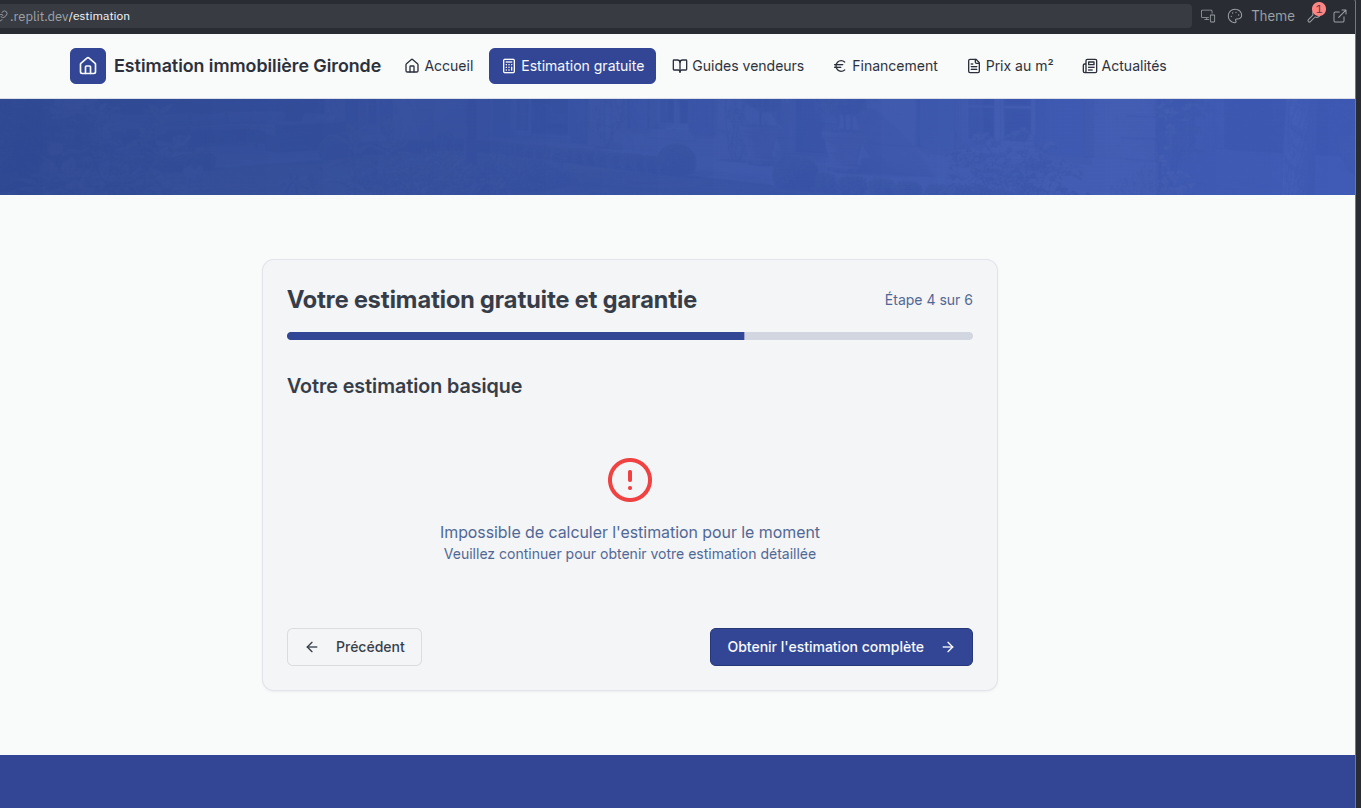 .replit.dev/estimation
Theme
1
Estimation immobilière Gironde
Accueil
Estimation gratuite
Guides vendeurs
Financement
Prix au m²
Actualités
Votre estimation gratuite et garantie
Étape 4 sur 6
Votre estimation basique
Impossible de calculer l'estimation pour le moment
Veuillez continuer pour obtenir votre estimation détaillée
Précédent
Obtenir l'estimation complète